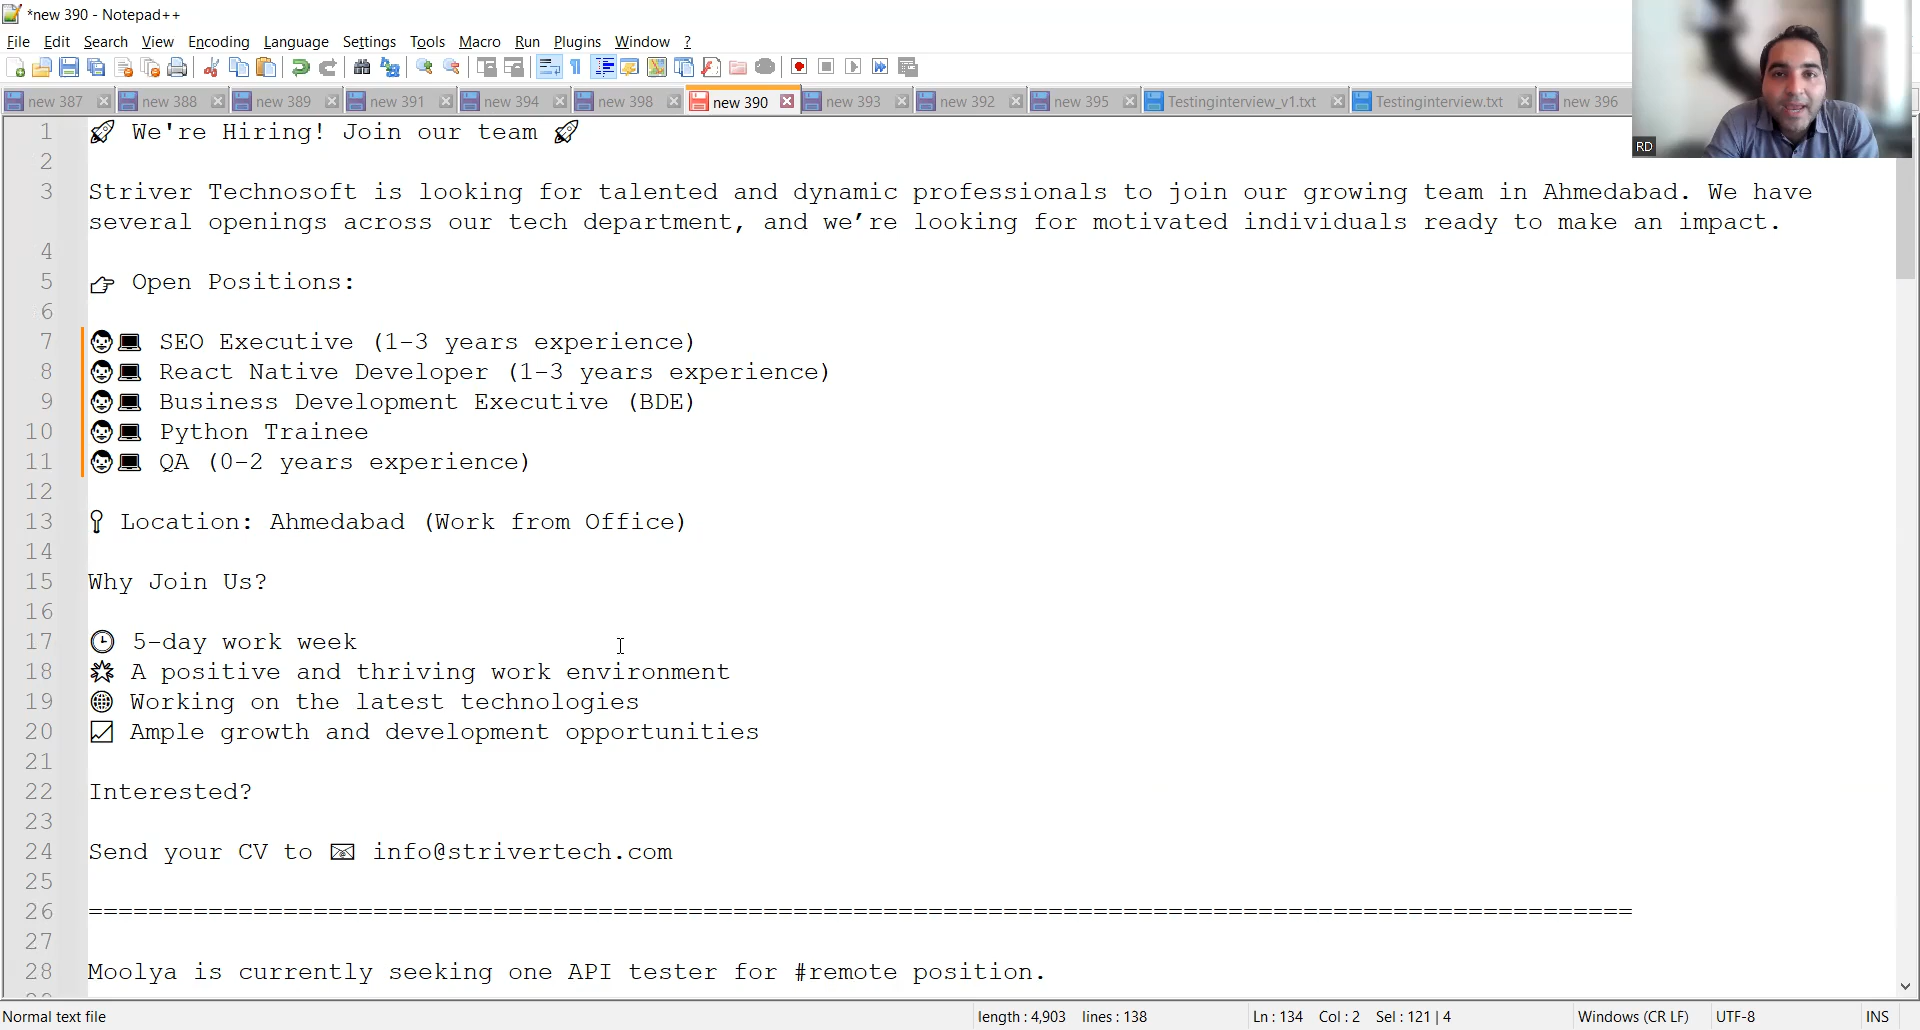 *new 390 - Notepad++
File Edit Search View Encoding Language Settings Tools Macro Run Plugins Window ?
new 387 new 388 new 389 new 391 new 394 new 398 new 390 new 393 new 392 new 395 Testinginterview_v1.txt Testinginterview.txt new 396
RD
1 🚀 We're Hiring! Join our team 🚀
2
3 Striver Technosoft is looking for talented and dynamic professionals to join our growing team in Ahmedabad. We have
several openings across our tech department, and we’re looking for motivated individuals ready to make an impact.
4
5 👉 Open Positions:
6
7 👨‍💻 SEO Executive (1-3 years experience)
8 👨‍💻 React Native Developer (1-3 years experience)
9 👨‍💻 Business Development Executive (BDE)
10 👨‍💻 Python Trainee
11 👨‍💻 QA (0-2 years experience)
12
13 📍 Location: Ahmedabad (Work from Office)
14
15 Why Join Us?
16
17 🕒 5-day work week
18 🌟 A positive and thriving work environment
19 🌐 Working on the latest technologies
20 📈 Ample growth and development opportunities
21
22 Interested?
23
24 Send your CV to 📧 info@strivertech.com
25
26 =======================================================================================================
27
28 Moolya is currently seeking one API tester for #remote position.
Normal text file length : 4,903 lines : 138 Ln : 134 Col : 2 Sel : 121 | 4 Windows (CR LF) UTF-8 INS